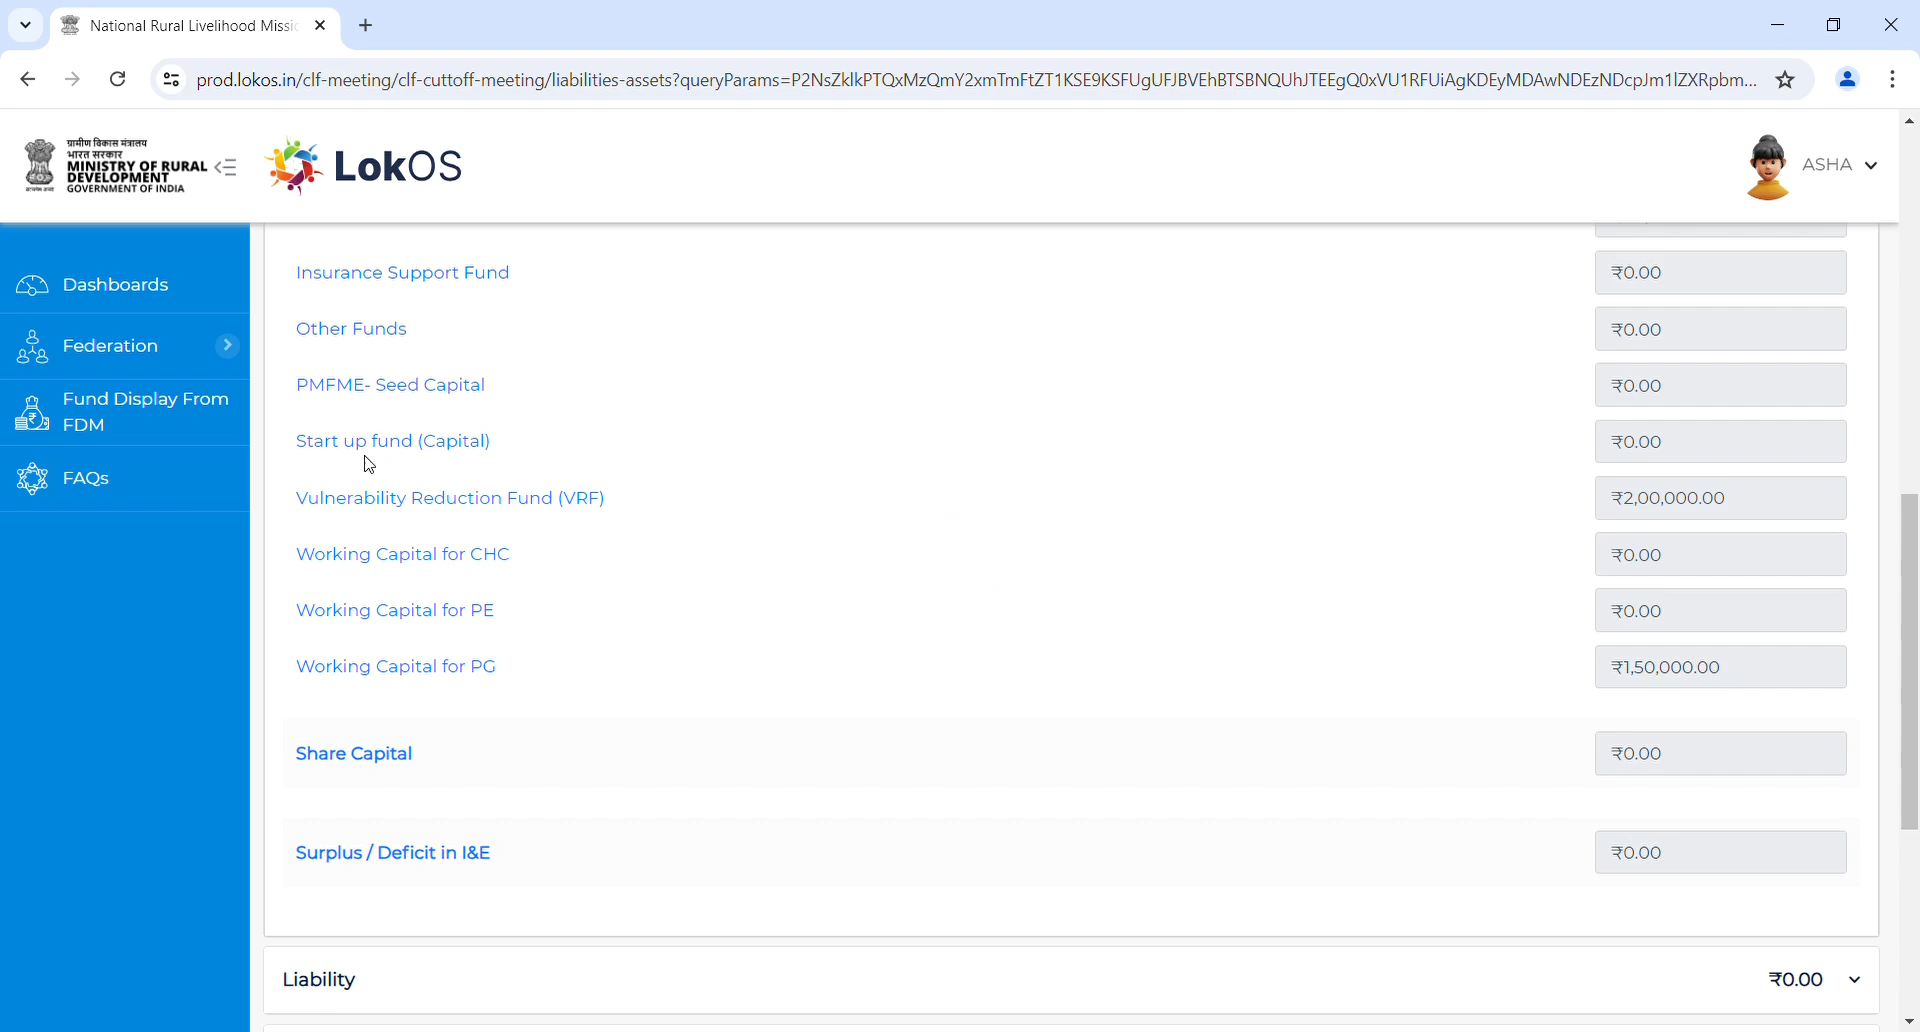 National Rural Livelihood Missic
prod.lokos.in/clf-meeting/clf-cuttoff-meeting/liabilities-assets?queryParams=P2NsZklkPTQxMzQmY2xmTmFtZT1KSE9KSFUgUFJBVEhBTSBNQUhJTEEgQ0xVU1RFUiAgKDEyMDAwNDEzNDcpJm1lZXRpbm...
ग्रामीण विकास मंत्रालय
भारत सरकार
MINISTRY OF RURAL
DEVELOPMENT
GOVERNMENT OF INDIA
LokOS
ASHA
Dashboards
Federation
Fund Display From
FDM
FAQs
Insurance Support Fund ₹0.00
Other Funds ₹0.00
PMFME- Seed Capital ₹0.00
Start up fund (Capital) ₹0.00
Vulnerability Reduction Fund (VRF) ₹2,00,000.00
Working Capital for CHC ₹0.00
Working Capital for PE ₹0.00
Working Capital for PG ₹1,50,000.00
Share Capital ₹0.00
Surplus / Deficit in I&E ₹0.00
Liability ₹0.00